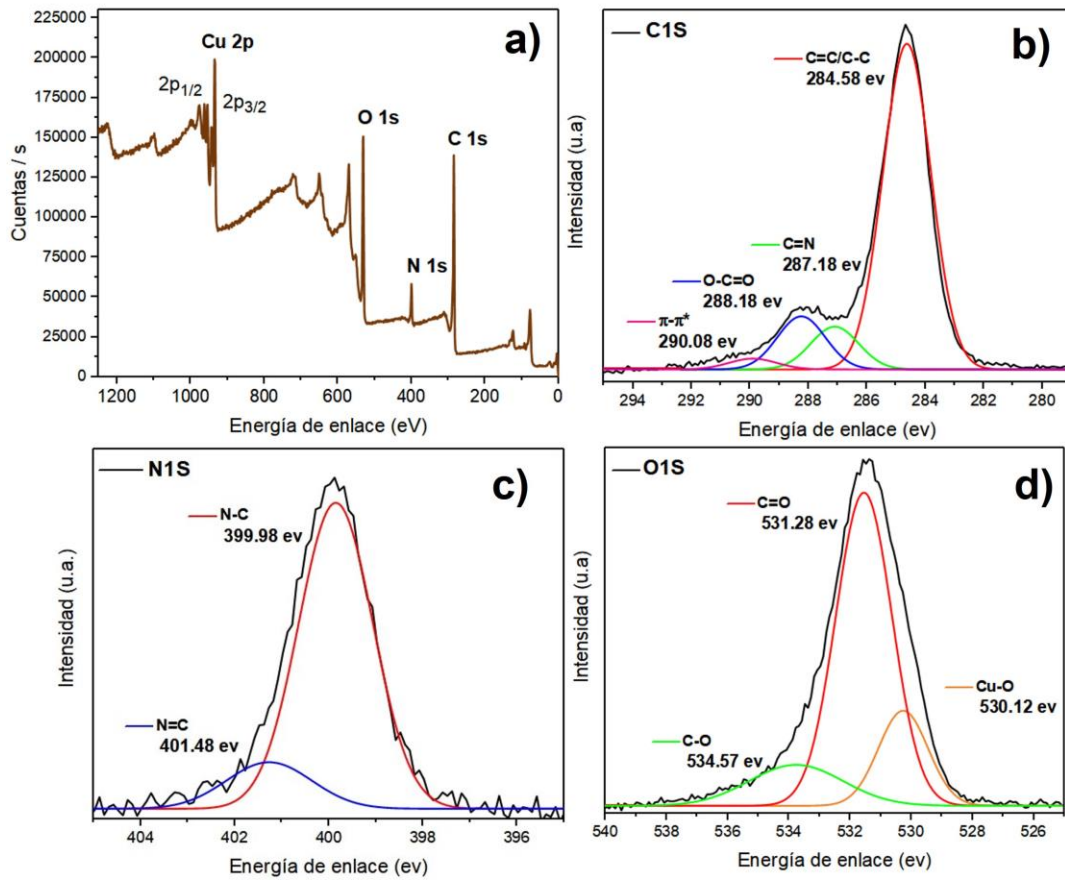 a)
Cu 2p
2p1/2
2p3/2
O 1s
C 1s
N 1s
225000
200000
175000
150000
125000
100000
75000
50000
25000
0
Cuentas / s
1200 1000 800 600 400 200 0
Energía de enlace (eV)
b)
C1S
C=C/C-C
284.58 ev
C=N
287.18 ev
O-C=O
288.18 ev
π-π*
290.08 ev
Intensidad (u.a)
294 292 290 288 286 284 282 280
Energía de enlace (ev)
c)
N1S
N-C
399.98 ev
N=C
401.48 ev
Intensidad (u.a.)
404 402 400 398 396
Energía de enlace (ev)
d)
O1S
C=O
531.28 ev
Cu-O
530.12 ev
C-O
534.57 ev
Intensidad (u.a)
540 538 536 534 532 530 528 526
Energía de enlace (ev)